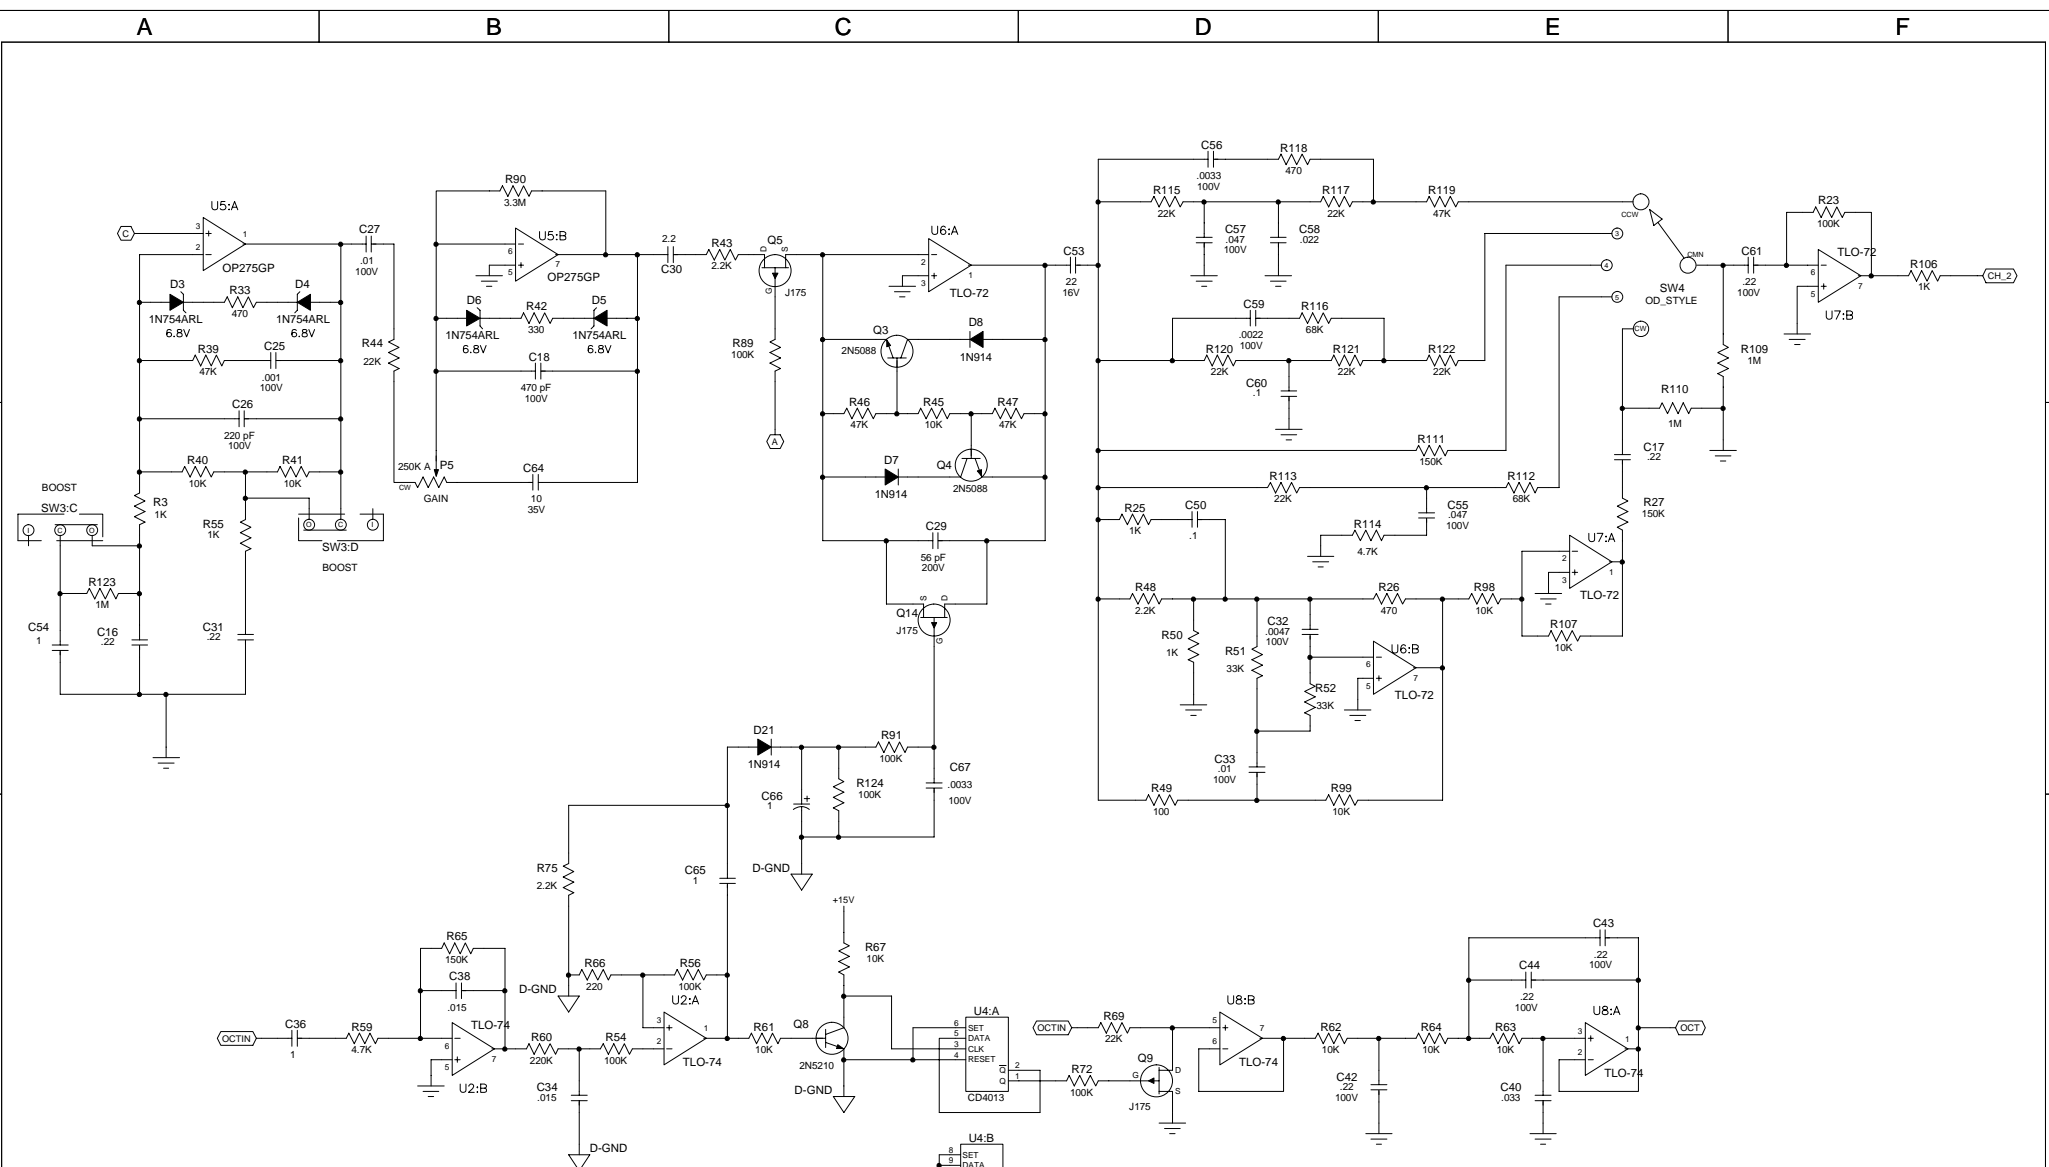 A B C D E F
C56
.0033
100V
R118
470
R90
3.3M
R115
22K
R117
22K
R119
47K
C57
.047
100V
C58
.022
CCW
3
4
5
CW
CMN
SW4
OD_STYLE
R23
100K
C
3
2
+
−
1
U5:A
OP275GP
C27
.01
100V
6
5
−
+
7
U5:B
OP275GP
2.2
C30
R43
2.2K
Q5
D
S
G
J175
U6:A
2
3
−
+
1
TLO-72
C53
22
16V
C61
.22
100V
TLO-72
6
5
−
+
7
U7:B
R106
1K
CH_2
D3
1N754ARL
6.8V
R33
470
D4
1N754ARL
6.8V
R39
47K
C25
.001
100V
C26
220 pF
100V
R40
10K
R41
10K
R44
22K
D6
1N754ARL
6.8V
R42
330
D5
1N754ARL
6.8V
C18
470 pF
100V
250K A
P5
CW
GAIN
C64
10
35V
R89
100K
A
Q3
2N5088
D8
1N914
R46
47K
R45
10K
R47
47K
D7
1N914
Q4
2N5088
C29
56 pF
200V
Q14
S
D
G
J175
C59
.0022
100V
R116
68K
R120
22K
R121
22K
R122
22K
C60
.1
R109
1M
R110
1M
R111
150K
C17
.22
R113
22K
R112
68K
R25
1K
C50
.1
C55
.047
100V
R114
4.7K
R27
150K
U7:A
2
3
−
+
1
TLO-72
BOOST
SW3:C
I
C
O
R3
1K
R55
1K
O
C
I
SW3:D
BOOST
R123
1M
C54
1
C16
.22
C31
.22
R48
2.2K
R26
470
R98
10K
R107
10K
R50
1K
R51
33K
C32
.0047
100V
R52
33K
U6:B
6
5
−
+
7
TLO-72
C33
.01
100V
R49
100
R99
10K
D21
1N914
R91
100K
C66
1
+
R124
100K
C67
.0033
100V
D-GND
R75
2.2K
C65
1
+15V
R67
10K
R65
150K
C38
.015
D-GND
R66
220
R56
100K
U2:A
OCTIN
C36
1
R59
4.7K
TLO-74
6
5
−
+
7
U2:B
R60
220K
R54
100K
C34
.015
D-GND
3
2
+
−
1
TLO-74
R61
10K
Q8
2N5210
D-GND
U4:A
6 SET
5 DATA
3 CLK
4 RESET
Q 2
Q 1
CD4013
OCTIN
R69
22K
R72
100K
Q9
G
D
S
J175
U8:B
5
6
+
−
7
TLO-74
R62
10K
C42
.22
100V
R64
10K
R63
10K
C43
.22
100V
C44
.22
100V
C40
.033
U8:A
3
2
+
−
1
TLO-74
OCT
U4:B
8 SET
9 DATA